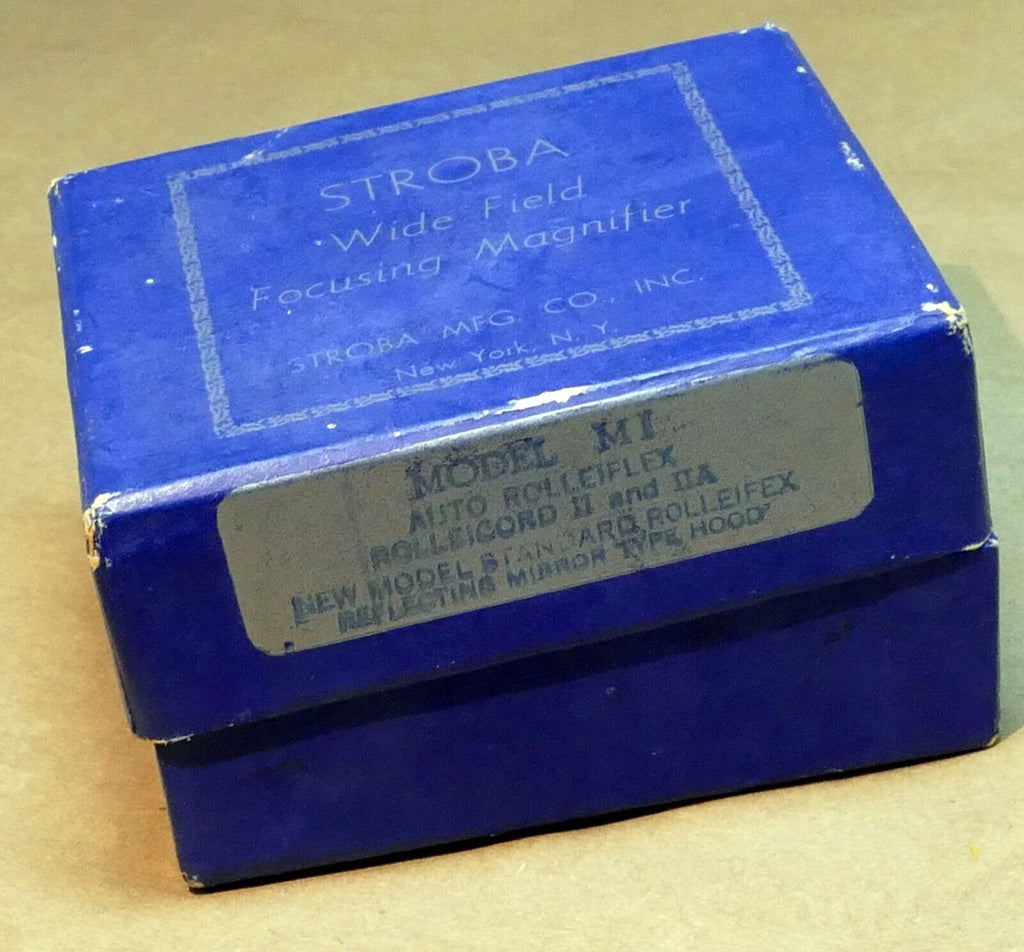 STROBA
Wide Field
Focusing Magnifier
STROBA MFG. CO., INC.
New York, N. Y.
MODEL M1
AUTO ROLLEIFLEX
ROLLEICORD II and IIA
NEW MODEL STANDARD ROLLEIFEX
REFLECTING MIRROR TYPE HOOD